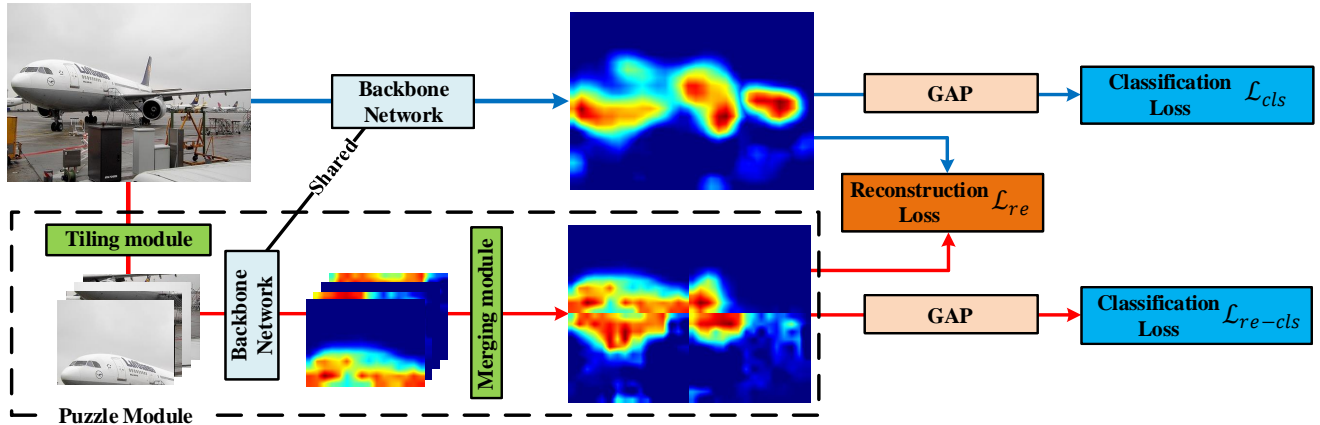 Lufthansa
Backbone
Network
GAP
Classification
Loss ℒcls
Shared
Reconstruction
Loss ℒre
Tiling module
Backbone
Network
Merging module
GAP
Classification
Loss ℒre−cls
Puzzle Module